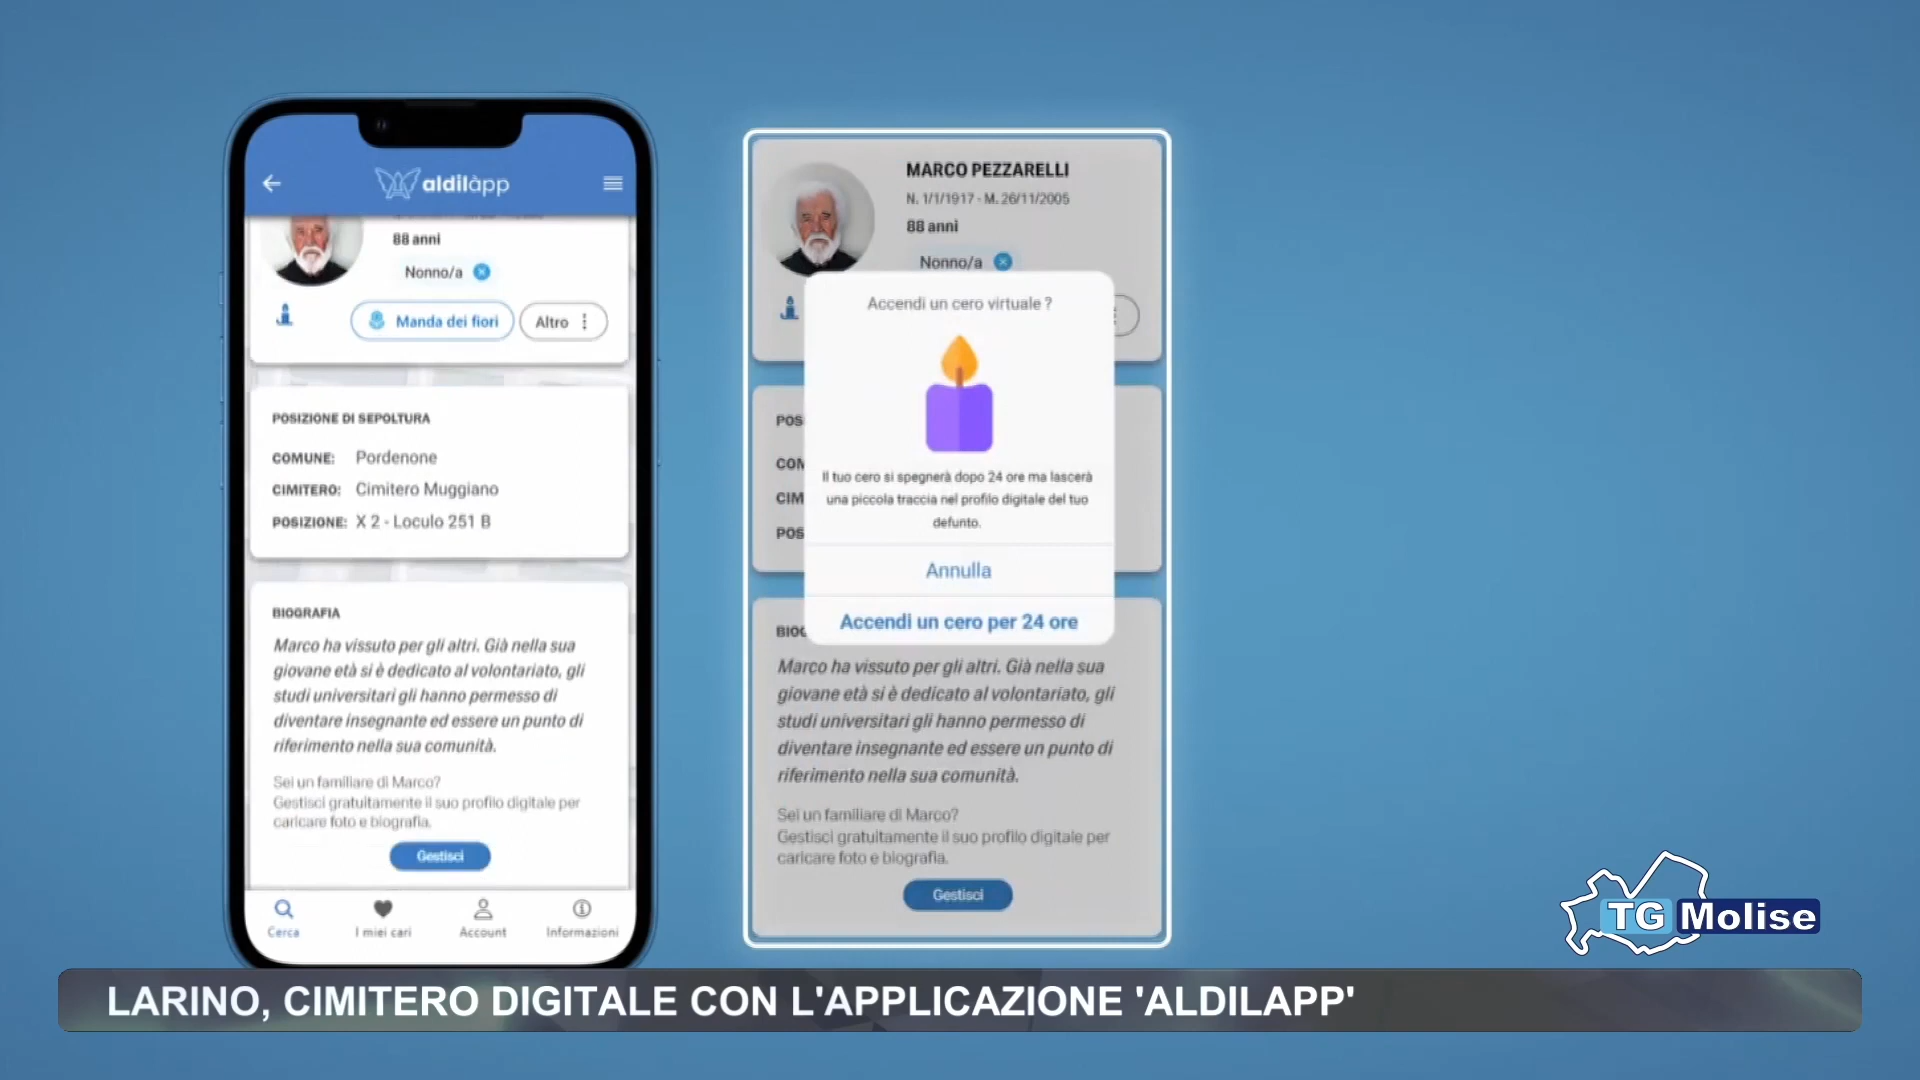 aldilàpp
88 anni
Nonno/a
Manda dei fiori
Altro
POSIZIONE DI SEPOLTURA
COMUNE: Pordenone
CIMITERO: Cimitero Muggiano
POSIZIONE: X 2 - Loculo 251 B
BIOGRAFIA
Marco ha vissuto per gli altri. Già nella sua
giovane età si è dedicato al volontariato, gli
studi universitari gli hanno permesso di
diventare insegnante ed essere un punto di
riferimento nella sua comunità.
Sei un familiare di Marco?
Gestisci gratuitamente il suo profilo digitale per
caricare foto e biografia.
Gestisci
Cerca
I miei cari
Account
Informazioni
MARCO PEZZARELLI
N. 1/1/1917 - M. 26/11/2005
88 anni
Nonno/a
Accendi un cero virtuale ?
Il tuo cero si spegnerà dopo 24 ore ma lascerà
una piccola traccia nel profilo digitale del tuo
defunto.
Annulla
Accendi un cero per 24 ore
POS
COM
CIM
POS
BIOG
Marco ha vissuto per gli altri. Già nella sua
giovane età si è dedicato al volontariato, gli
studi universitari gli hanno permesso di
diventare insegnante ed essere un punto di
riferimento nella sua comunità.
Sei un familiare di Marco?
Gestisci gratuitamente il suo profilo digitale per
caricare foto e biografia.
Gestisci
TG Molise
LARINO, CIMITERO DIGITALE CON L'APPLICAZIONE 'ALDILAPP'